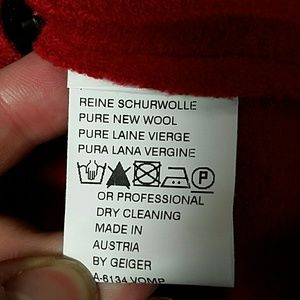 REINE SCHURWOLLE
PURE NEW WOOL
PURE LAINE VIERGE
PURA LANA VERGINE
P
OR PROFESSIONAL
DRY CLEANING
MADE IN
AUSTRIA
BY GEIGER
A-6134 VOMP